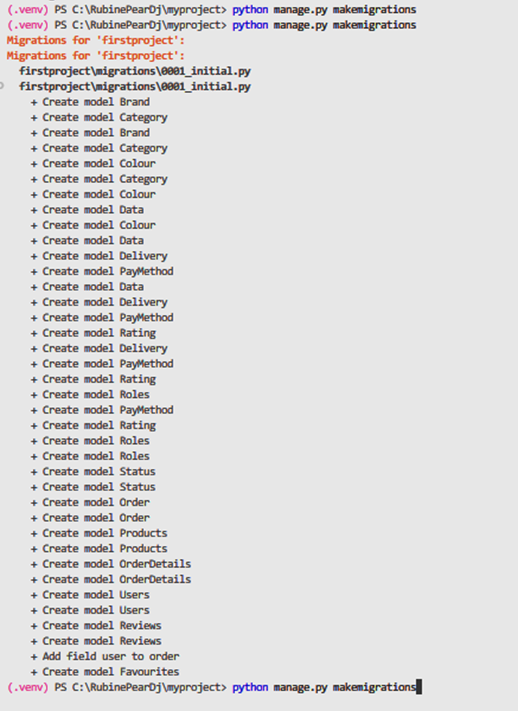 (.venv) PS C:\RubinePearDj\myproject> python manage.py makemigrations
(.venv) PS C:\RubinePearDj\myproject> python manage.py makemigrations
Migrations for 'firstproject':
Migrations for 'firstproject':
firstproject\migrations\0001_initial.py
firstproject\migrations\0001_initial.py
+ Create model Brand
+ Create model Category
+ Create model Brand
+ Create model Category
+ Create model Colour
+ Create model Category
+ Create model Colour
+ Create model Data
+ Create model Colour
+ Create model Data
+ Create model Delivery
+ Create model PayMethod
+ Create model Data
+ Create model Delivery
+ Create model PayMethod
+ Create model Rating
+ Create model Delivery
+ Create model PayMethod
+ Create model Rating
+ Create model Roles
+ Create model PayMethod
+ Create model Rating
+ Create model Roles
+ Create model Roles
+ Create model Status
+ Create model Status
+ Create model Order
+ Create model Order
+ Create model Products
+ Create model Products
+ Create model OrderDetails
+ Create model OrderDetails
+ Create model Users
+ Create model Users
+ Create model Reviews
+ Create model Reviews
+ Add field user to order
+ Create model Favourites
(.venv) PS C:\RubinePearDj\myproject> python manage.py makemigrations